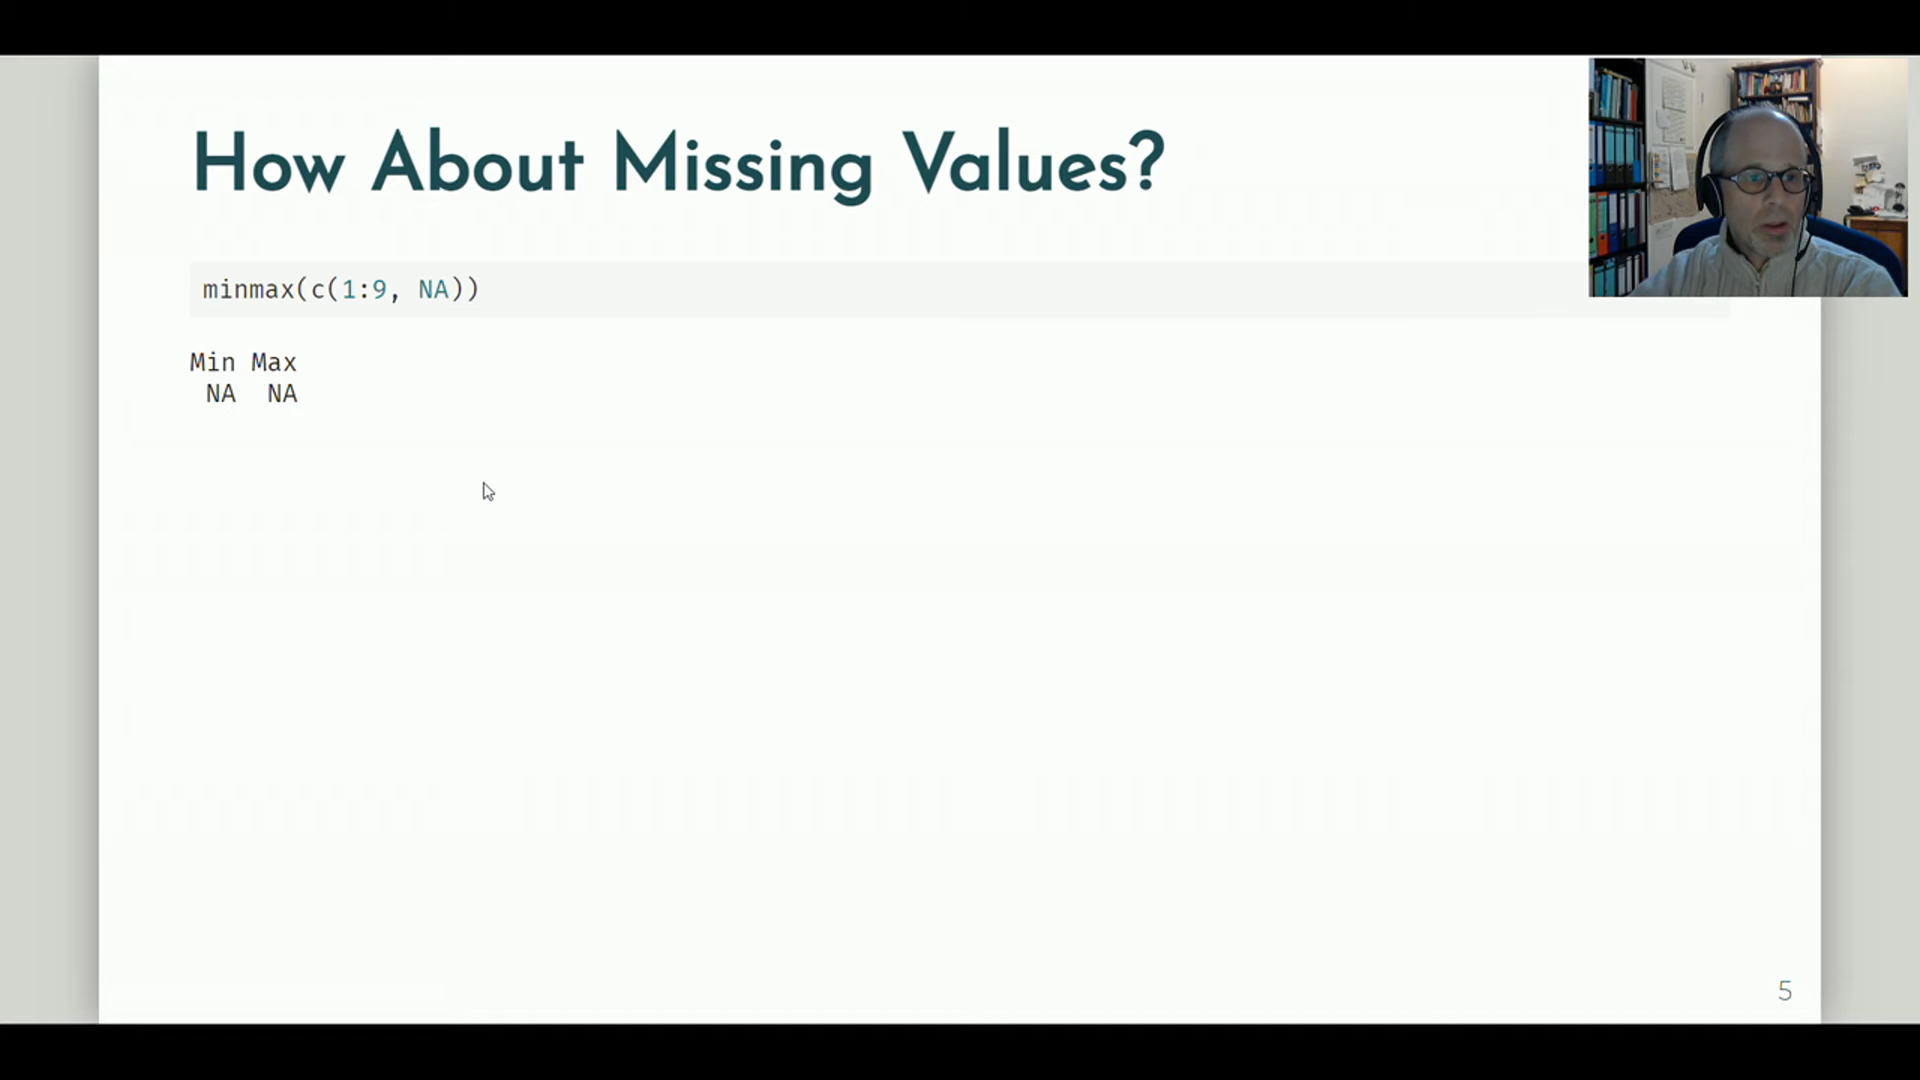 How About Missing Values?
minmax(c(1:9, NA))
Min Max
NA NA
5